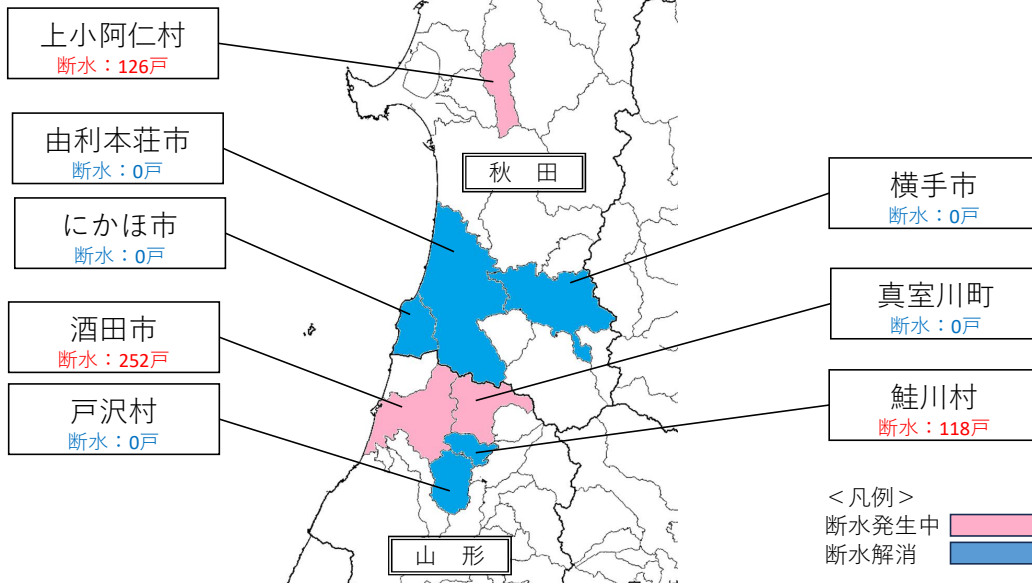 上小阿仁村
断水：126戸
由利本荘市
断水：0戸
にかほ市
断水：0戸
酒田市
断水：252戸
戸沢村
断水：0戸
秋　田
山　形
横手市
断水：0戸
真室川町
断水：0戸
鮭川村
断水：118戸
＜凡例＞
断水発生中
断水解消